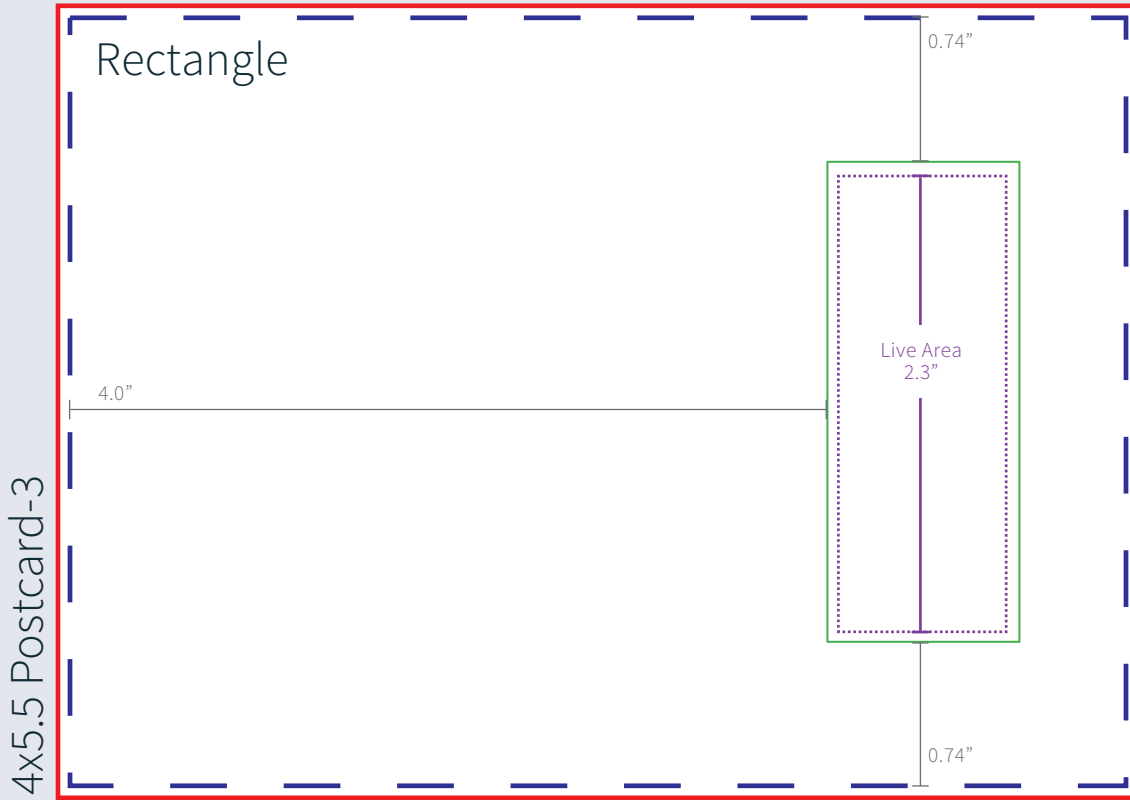 Rectangle
0.74”
Live Area
2.3”
4.0”
0.74”
4x5.5 Postcard-3